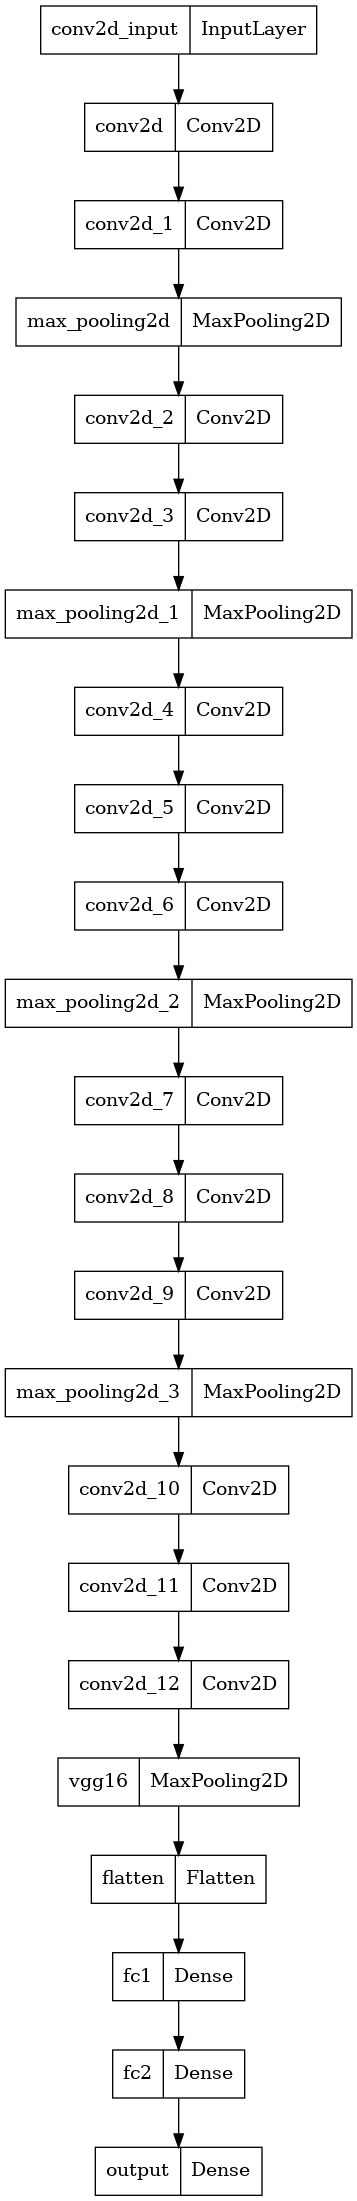 conv2d_input InputLayer
conv2d Conv2D
conv2d_1 Conv2D
max_pooling2d MaxPooling2D
conv2d_2 Conv2D
conv2d_3 Conv2D
max_pooling2d_1 MaxPooling2D
conv2d_4 Conv2D
conv2d_5 Conv2D
conv2d_6 Conv2D
max_pooling2d_2 MaxPooling2D
conv2d_7 Conv2D
conv2d_8 Conv2D
conv2d_9 Conv2D
max_pooling2d_3 MaxPooling2D
conv2d_10 Conv2D
conv2d_11 Conv2D
conv2d_12 Conv2D
vgg16 MaxPooling2D
flatten Flatten
fc1 Dense
fc2 Dense
output Dense